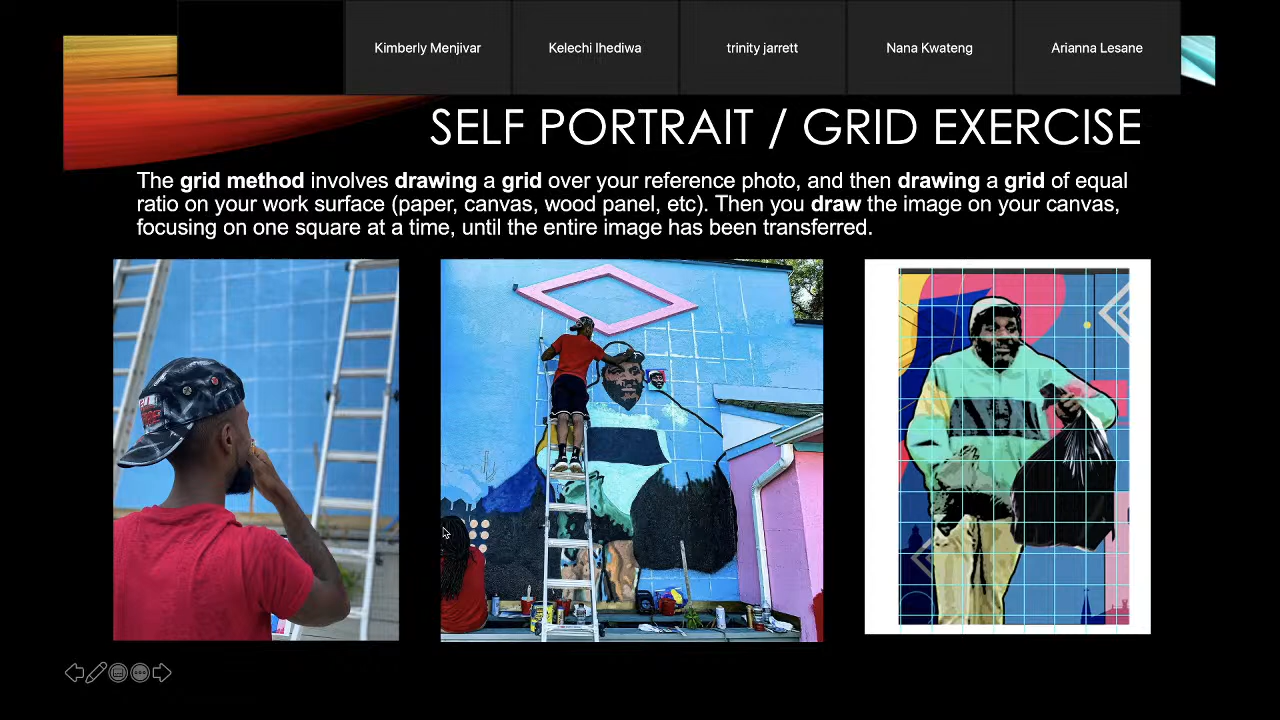 Kimberly Menjivar
Kelechi Ihediwa
trinity jarrett
Nana Kwateng
Arianna Lesane
SELF PORTRAIT / GRID EXERCISE
The grid method involves drawing a grid over your reference photo, and then drawing a grid of equal
ratio on your work surface (paper, canvas, wood panel, etc). Then you draw the image on your canvas,
focusing on one square at a time, until the entire image has been transferred.